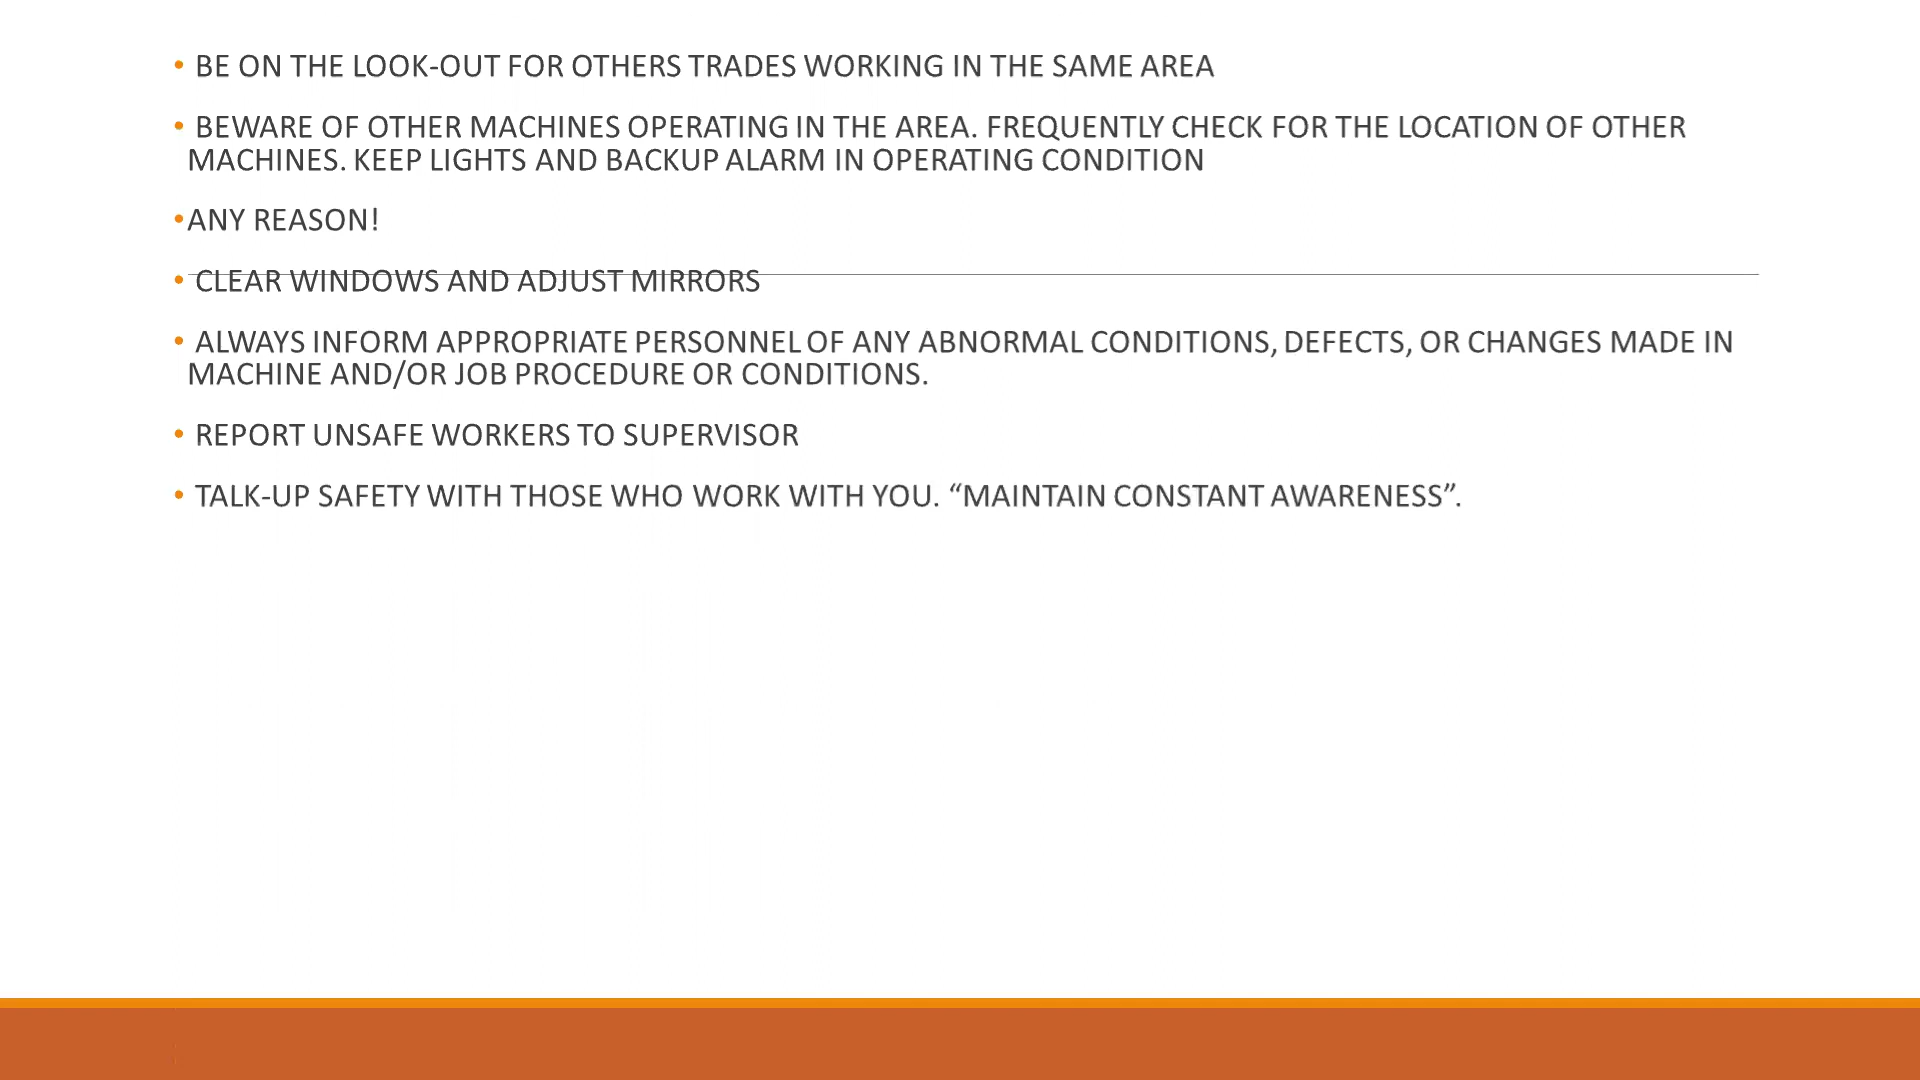 • BE ON THE LOOK-OUT FOR OTHERS TRADES WORKING IN THE SAME AREA
• BEWARE OF OTHER MACHINES OPERATING IN THE AREA. FREQUENTLY CHECK FOR THE LOCATION OF OTHER
MACHINES. KEEP LIGHTS AND BACKUP ALARM IN OPERATING CONDITION
•ANY REASON!
• CLEAR WINDOWS AND ADJUST MIRRORS
• ALWAYS INFORM APPROPRIATE PERSONNEL OF ANY ABNORMAL CONDITIONS, DEFECTS, OR CHANGES MADE IN
MACHINE AND/OR JOB PROCEDURE OR CONDITIONS.
• REPORT UNSAFE WORKERS TO SUPERVISOR
• TALK-UP SAFETY WITH THOSE WHO WORK WITH YOU. “MAINTAIN CONSTANT AWARENESS”.